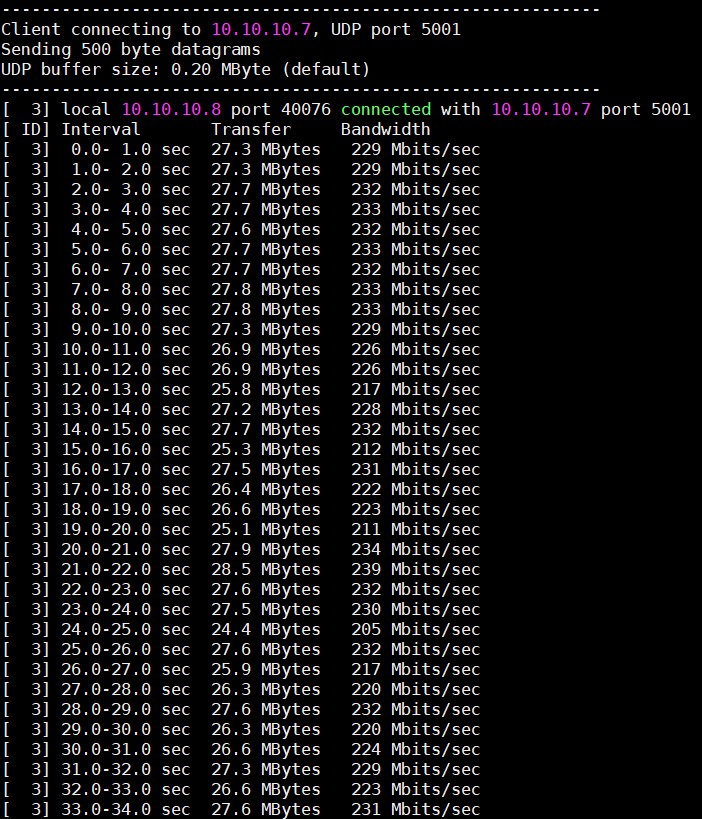 ------------------------------------------------------------
Client connecting to 10.10.10.7, UDP port 5001
Sending 500 byte datagrams
UDP buffer size: 0.20 MByte (default)
------------------------------------------------------------
[  3] local 10.10.10.8 port 40076 connected with 10.10.10.7 port 5001
[ ID] Interval       Transfer     Bandwidth
[  3]  0.0- 1.0 sec  27.3 MBytes   229 Mbits/sec
[  3]  1.0- 2.0 sec  27.3 MBytes   229 Mbits/sec
[  3]  2.0- 3.0 sec  27.7 MBytes   232 Mbits/sec
[  3]  3.0- 4.0 sec  27.7 MBytes   233 Mbits/sec
[  3]  4.0- 5.0 sec  27.6 MBytes   232 Mbits/sec
[  3]  5.0- 6.0 sec  27.7 MBytes   233 Mbits/sec
[  3]  6.0- 7.0 sec  27.7 MBytes   232 Mbits/sec
[  3]  7.0- 8.0 sec  27.8 MBytes   233 Mbits/sec
[  3]  8.0- 9.0 sec  27.8 MBytes   233 Mbits/sec
[  3]  9.0-10.0 sec  27.3 MBytes   229 Mbits/sec
[  3] 10.0-11.0 sec  26.9 MBytes   226 Mbits/sec
[  3] 11.0-12.0 sec  26.9 MBytes   226 Mbits/sec
[  3] 12.0-13.0 sec  25.8 MBytes   217 Mbits/sec
[  3] 13.0-14.0 sec  27.2 MBytes   228 Mbits/sec
[  3] 14.0-15.0 sec  27.7 MBytes   232 Mbits/sec
[  3] 15.0-16.0 sec  25.3 MBytes   212 Mbits/sec
[  3] 16.0-17.0 sec  27.5 MBytes   231 Mbits/sec
[  3] 17.0-18.0 sec  26.4 MBytes   222 Mbits/sec
[  3] 18.0-19.0 sec  26.6 MBytes   223 Mbits/sec
[  3] 19.0-20.0 sec  25.1 MBytes   211 Mbits/sec
[  3] 20.0-21.0 sec  27.9 MBytes   234 Mbits/sec
[  3] 21.0-22.0 sec  28.5 MBytes   239 Mbits/sec
[  3] 22.0-23.0 sec  27.6 MBytes   232 Mbits/sec
[  3] 23.0-24.0 sec  27.5 MBytes   230 Mbits/sec
[  3] 24.0-25.0 sec  24.4 MBytes   205 Mbits/sec
[  3] 25.0-26.0 sec  27.6 MBytes   232 Mbits/sec
[  3] 26.0-27.0 sec  25.9 MBytes   217 Mbits/sec
[  3] 27.0-28.0 sec  26.3 MBytes   220 Mbits/sec
[  3] 28.0-29.0 sec  27.6 MBytes   232 Mbits/sec
[  3] 29.0-30.0 sec  26.3 MBytes   220 Mbits/sec
[  3] 30.0-31.0 sec  26.6 MBytes   224 Mbits/sec
[  3] 31.0-32.0 sec  27.3 MBytes   229 Mbits/sec
[  3] 32.0-33.0 sec  26.6 MBytes   223 Mbits/sec
[  3] 33.0-34.0 sec  27.6 MBytes   231 Mbits/sec